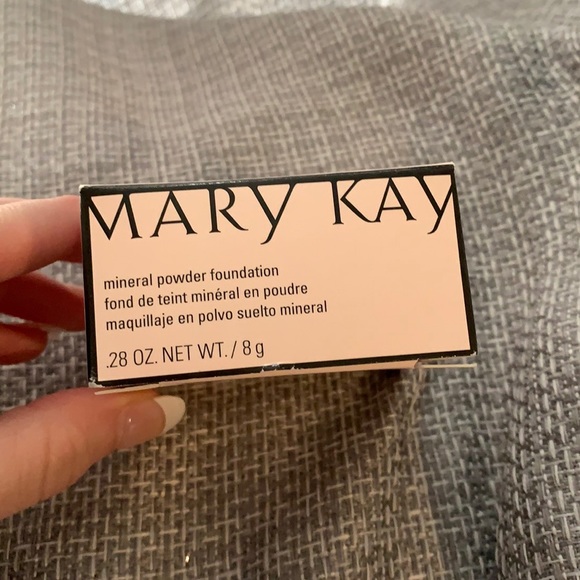 MARY KAY
mineral powder foundation
fond de teint minéral en poudre
maquillaje en polvo suelto mineral
.28 OZ. NET WT. / 8 g